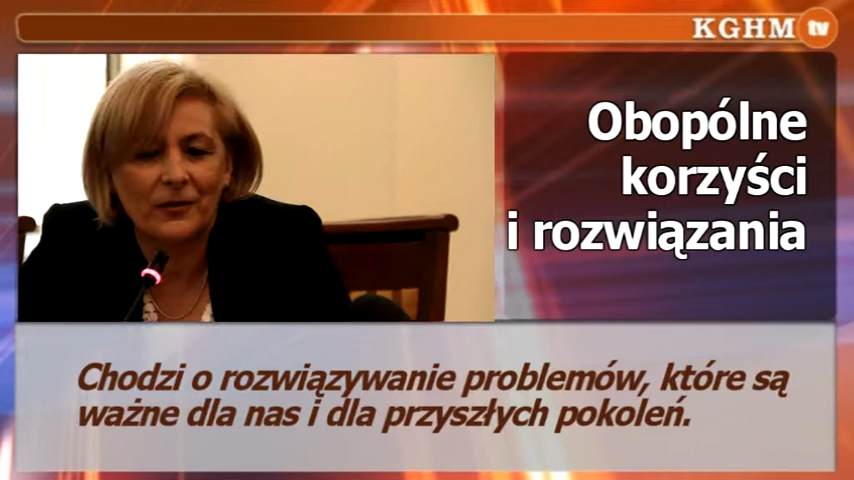 KGHM tv
Obopólne
korzyści
i rozwiązania
Chodzi o rozwiązywanie problemów, które są
ważne dla nas i dla przyszłych pokoleń.